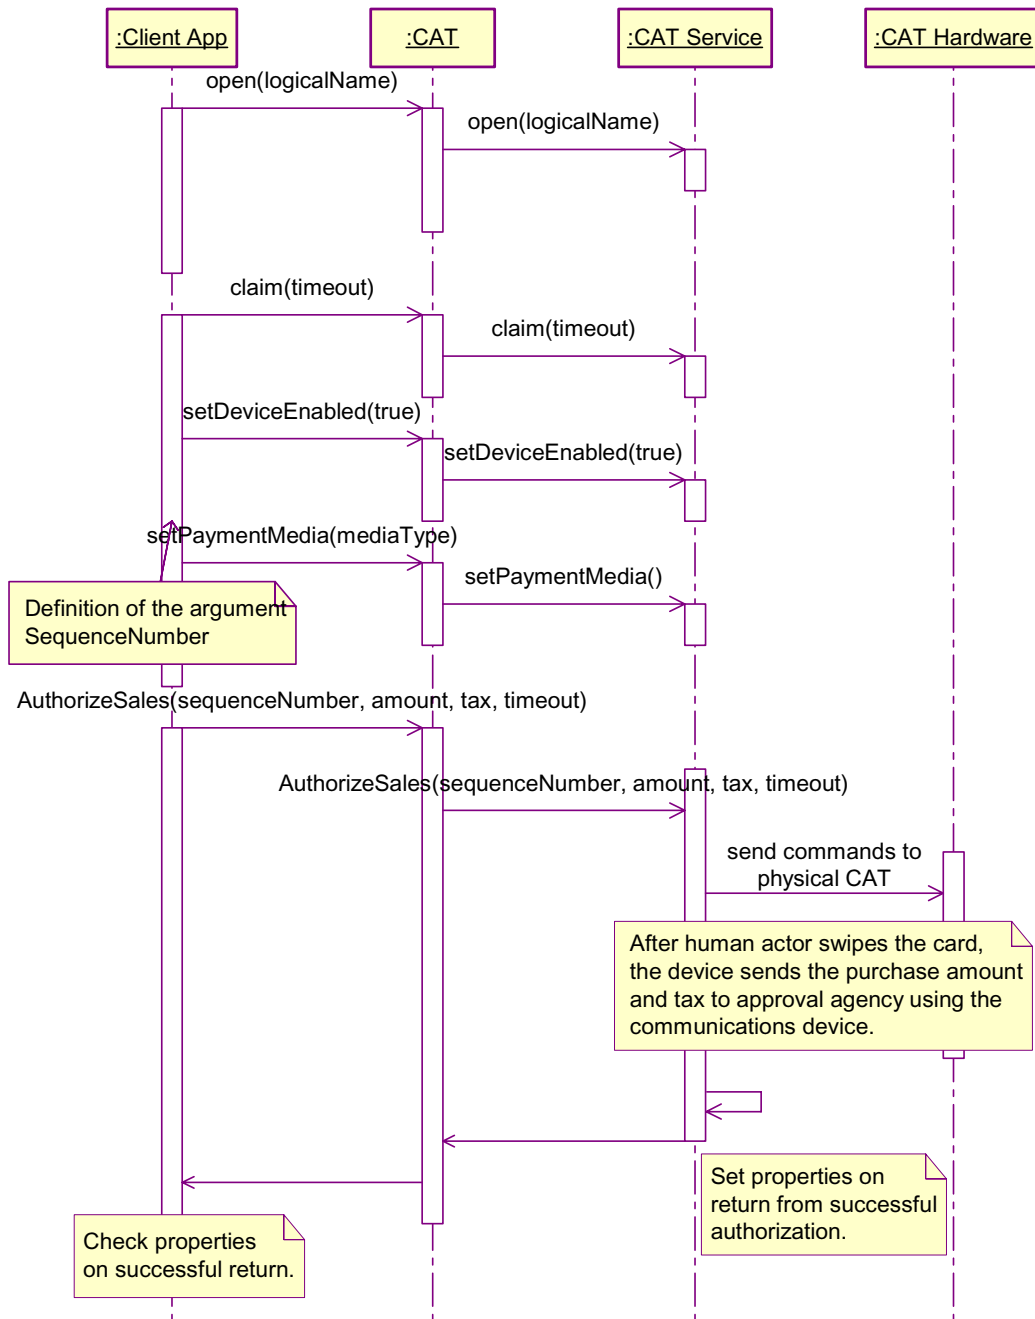 :Client App
:CAT
:CAT Service
:CAT Hardware
open(logicalName)
open(logicalName)
claim(timeout)
claim(timeout)
setDeviceEnabled(true)
setDeviceEnabled(true)
setPaymentMedia(mediaType)
setPaymentMedia()
Definition of the argument
SequenceNumber
AuthorizeSales(sequenceNumber, amount, tax, timeout)
AuthorizeSales(sequenceNumber, amount, tax, timeout)
send commands to
physical CAT
After human actor swipes the card,
the device sends the purchase amount
and tax to approval agency using the
communications device.
Set properties on
return from successful
authorization.
Check properties
on successful return.